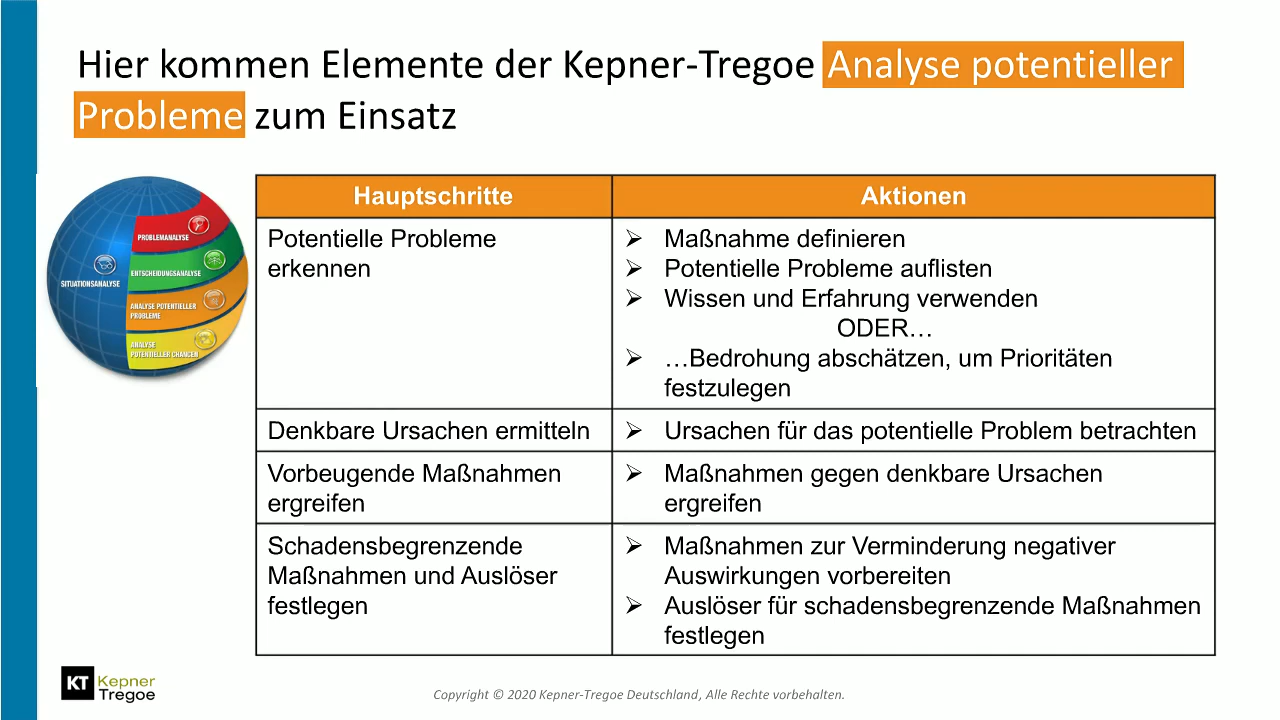 Hier kommen Elemente der Kepner-Tregoe Analyse potentieller
Probleme zum Einsatz
PROBLEMANALYSE
ENTSCHEIDUNGSANALYSE
SITUATIONSANALYSE
ANALYSE POTENTIELLER
PROBLEME
ANALYSE
POTENTIELLER CHANCEN
Hauptschritte
Aktionen
Potentielle Probleme
erkennen
➢ Maßnahme definieren
➢ Potentielle Probleme auflisten
➢ Wissen und Erfahrung verwenden
ODER…
➢ …Bedrohung abschätzen, um Prioritäten
festzulegen
Denkbare Ursachen ermitteln
➢ Ursachen für das potentielle Problem betrachten
Vorbeugende Maßnahmen
ergreifen
➢ Maßnahmen gegen denkbare Ursachen
ergreifen
Schadensbegrenzende
Maßnahmen und Auslöser
festlegen
➢ Maßnahmen zur Verminderung negativer
Auswirkungen vorbereiten
➢ Auslöser für schadensbegrenzende Maßnahmen
festlegen
KT Kepner
Tregoe
Copyright © 2020 Kepner-Tregoe Deutschland, Alle Rechte vorbehalten.